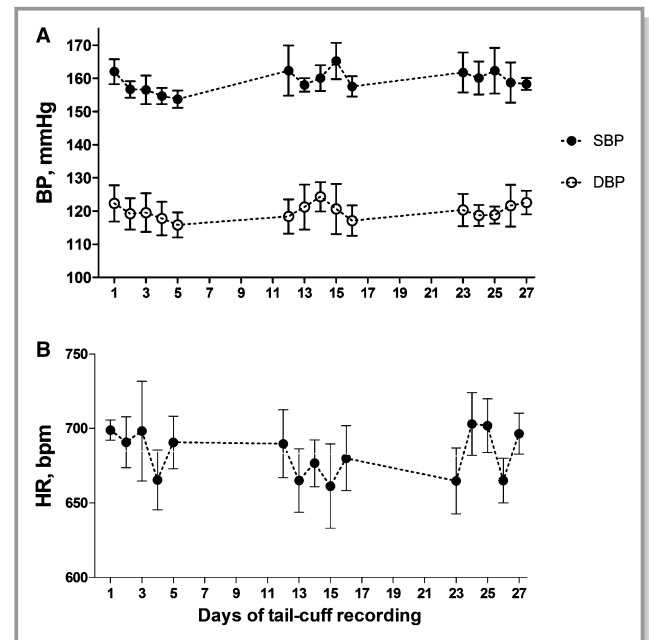 A
170
160
150
140
130
120
110
100
BP, mmHg
1 3 5 7 9 11 13 15 17 19 21 23 25 27
SBP
DBP
B
750
700
650
600
HR, bpm
1 3 5 7 9 11 13 15 17 19 21 23 25 27
Days of tail-cuff recording